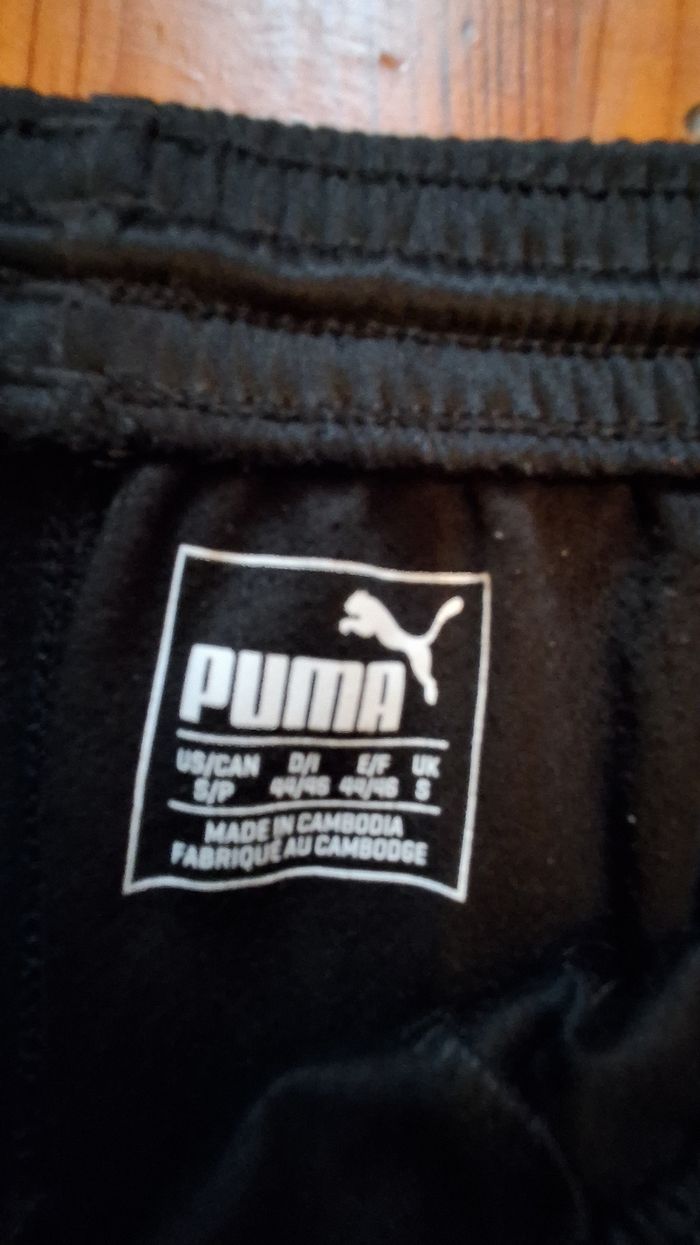 PUMA
US/CAN D/I E/F UK
S/P 44/46 44/46 S
MADE IN CAMBODIA
FABRIQUÉ AU CAMBODGE